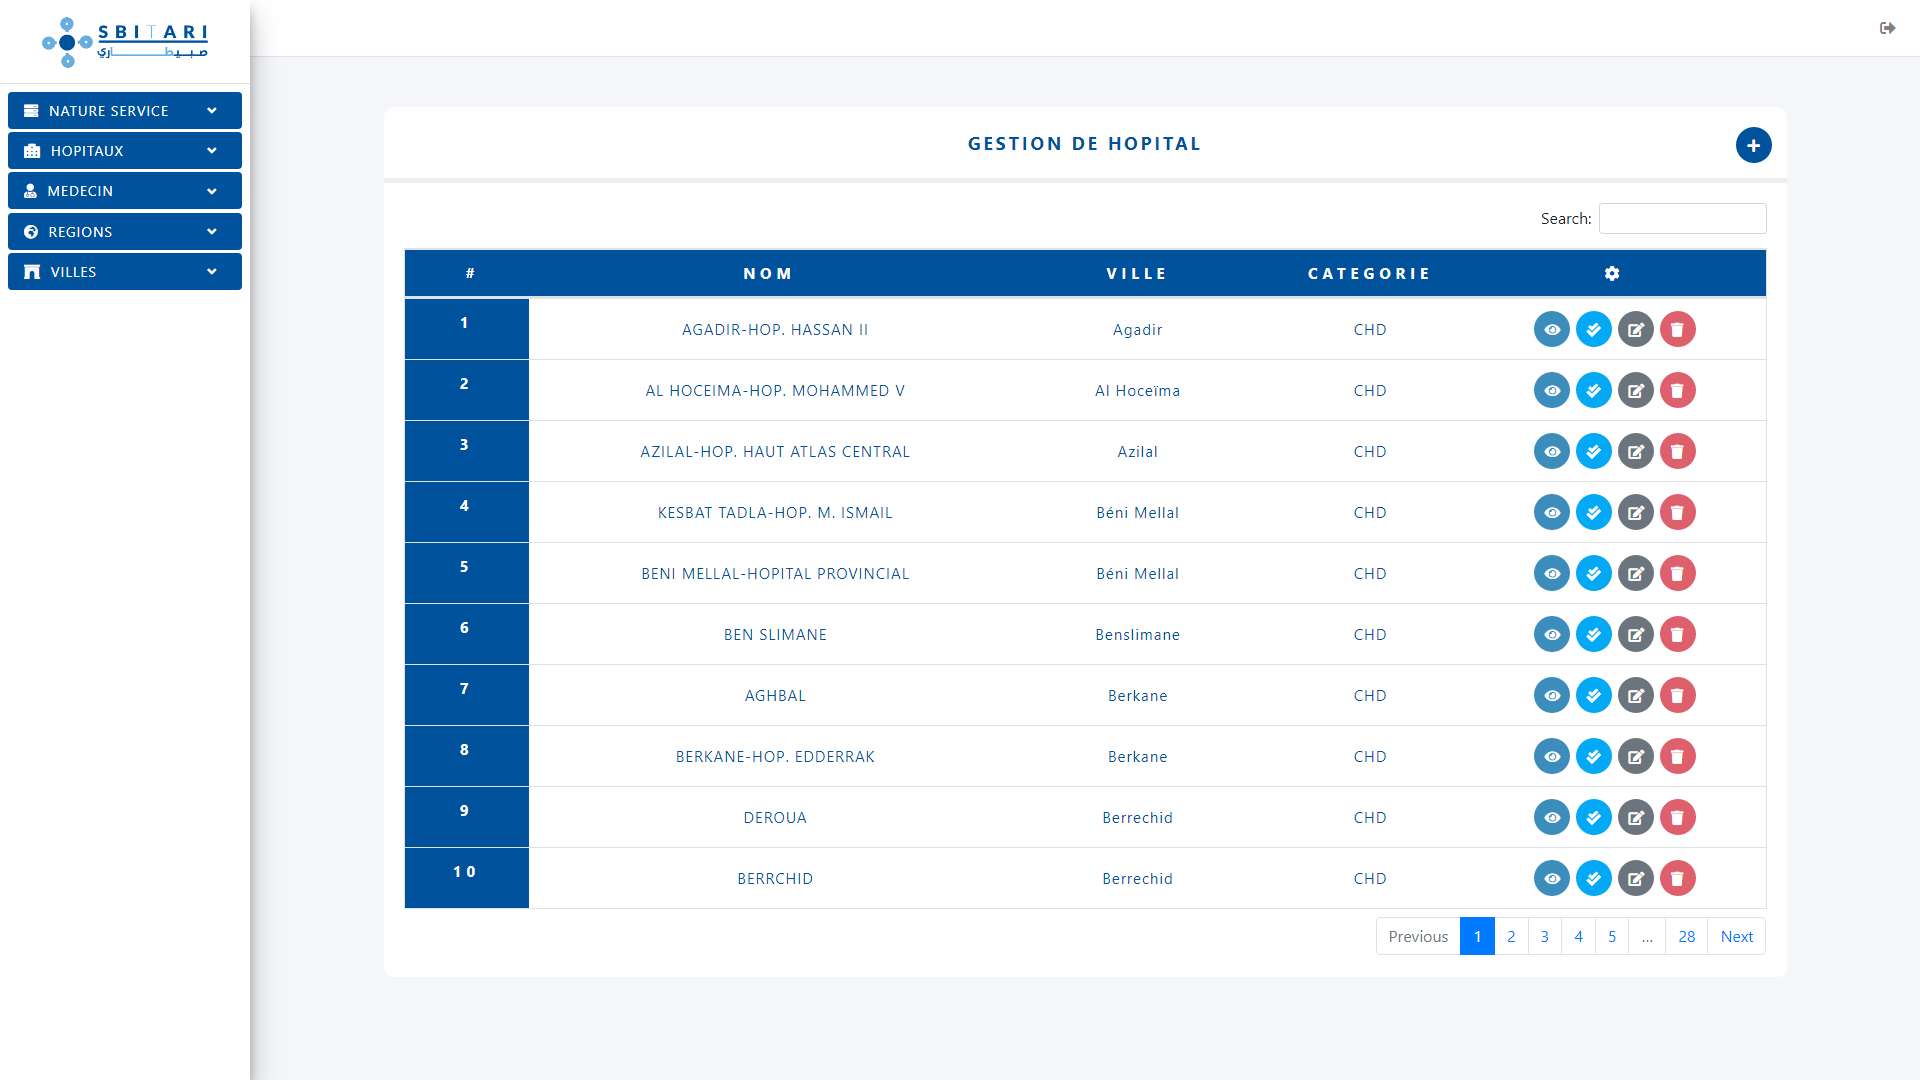 SBITARI
صبيطاري
NATURE SERVICE
HOPITAUX
MEDECIN
REGIONS
VILLES
GESTION DE HOPITAL
Search:
# NOM VILLE CATEGORIE
1 AGADIR-HOP. HASSAN II Agadir CHD
2 AL HOCEIMA-HOP. MOHAMMED V Al Hoceïma CHD
3 AZILAL-HOP. HAUT ATLAS CENTRAL Azilal CHD
4 KESBAT TADLA-HOP. M. ISMAIL Béni Mellal CHD
5 BENI MELLAL-HOPITAL PROVINCIAL Béni Mellal CHD
6 BEN SLIMANE Benslimane CHD
7 AGHBAL Berkane CHD
8 BERKANE-HOP. EDDERRAK Berkane CHD
9 DEROUA Berrechid CHD
10 BERRCHID Berrechid CHD
Previous 1 2 3 4 5 … 28 Next